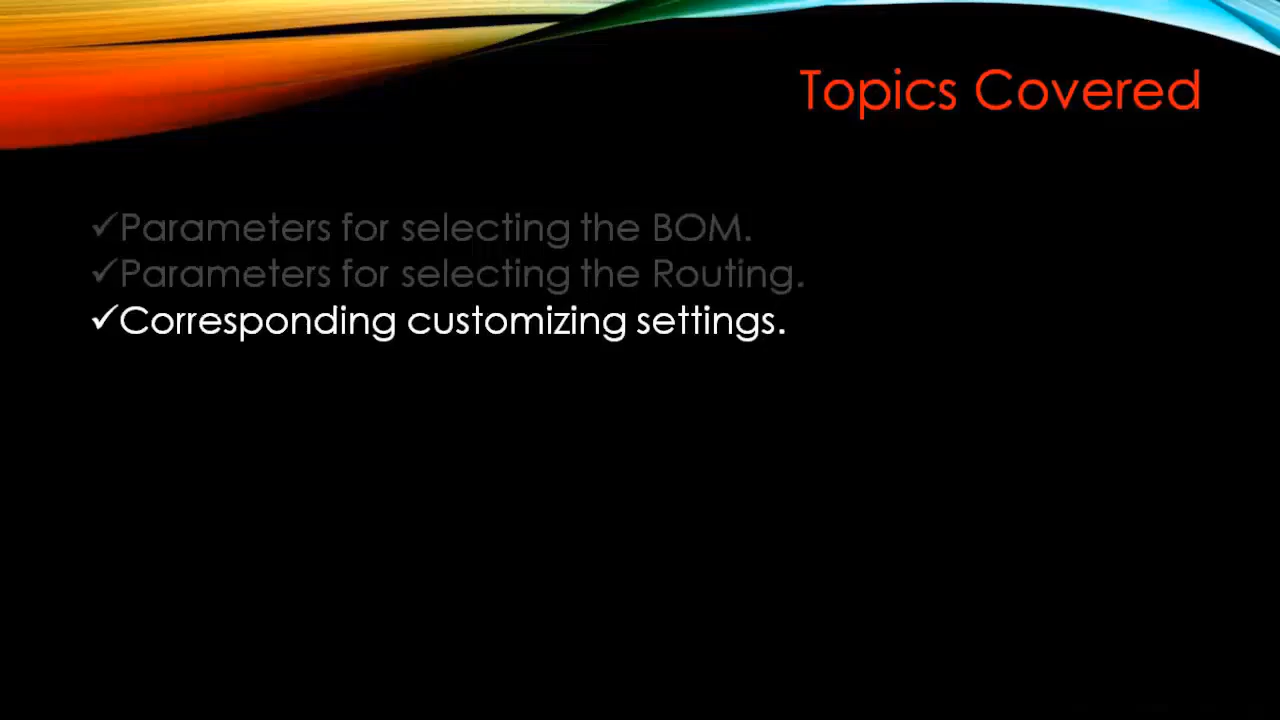 Topics Covered
✓Parameters for selecting the BOM.
✓Parameters for selecting the Routing.
✓Corresponding customizing settings.